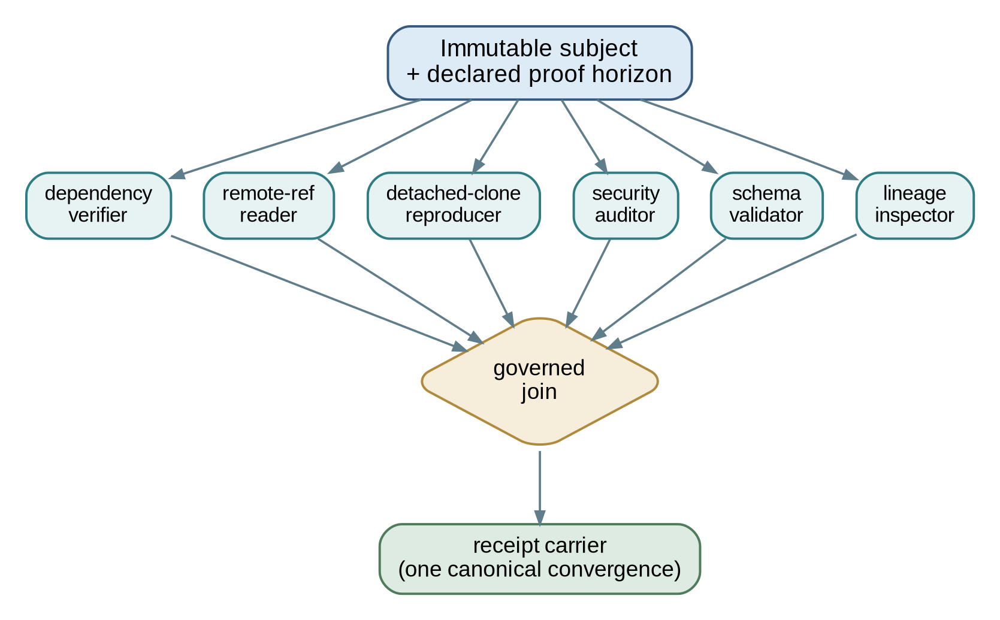 Immutable subject
+ declared proof horizon
dependency
verifier
remote-ref
reader
detached-clone
reproducer
security
auditor
schema
validator
lineage
inspector
governed
join
receipt carrier
(one canonical convergence)